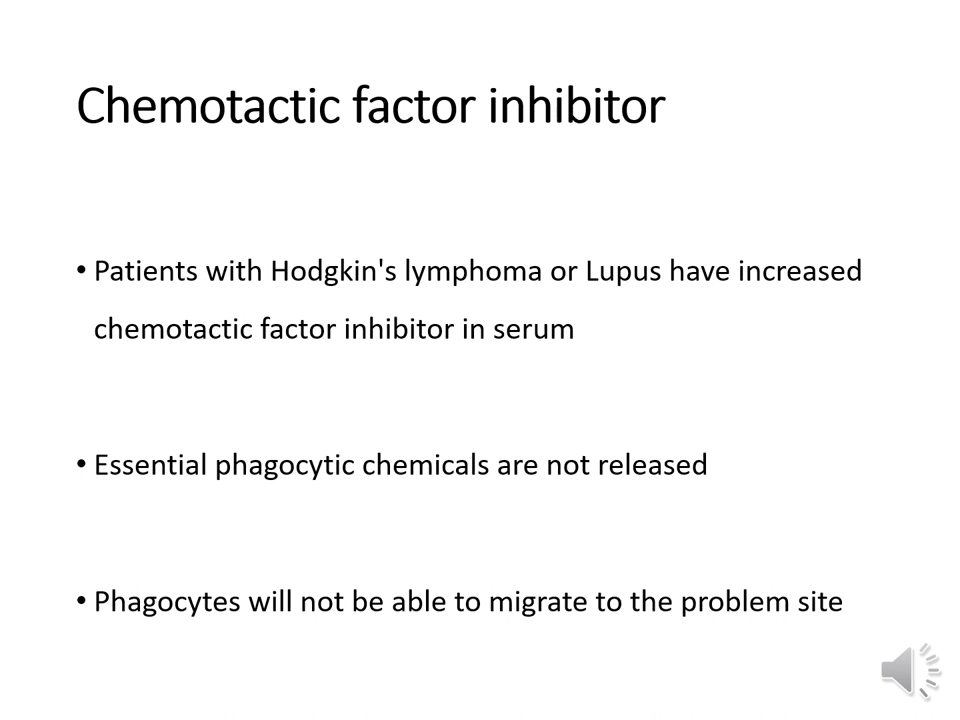 Chemotactic factor inhibitor
• Patients with Hodgkin's lymphoma or Lupus have increased
chemotactic factor inhibitor in serum
• Essential phagocytic chemicals are not released
• Phagocytes will not be able to migrate to the problem site